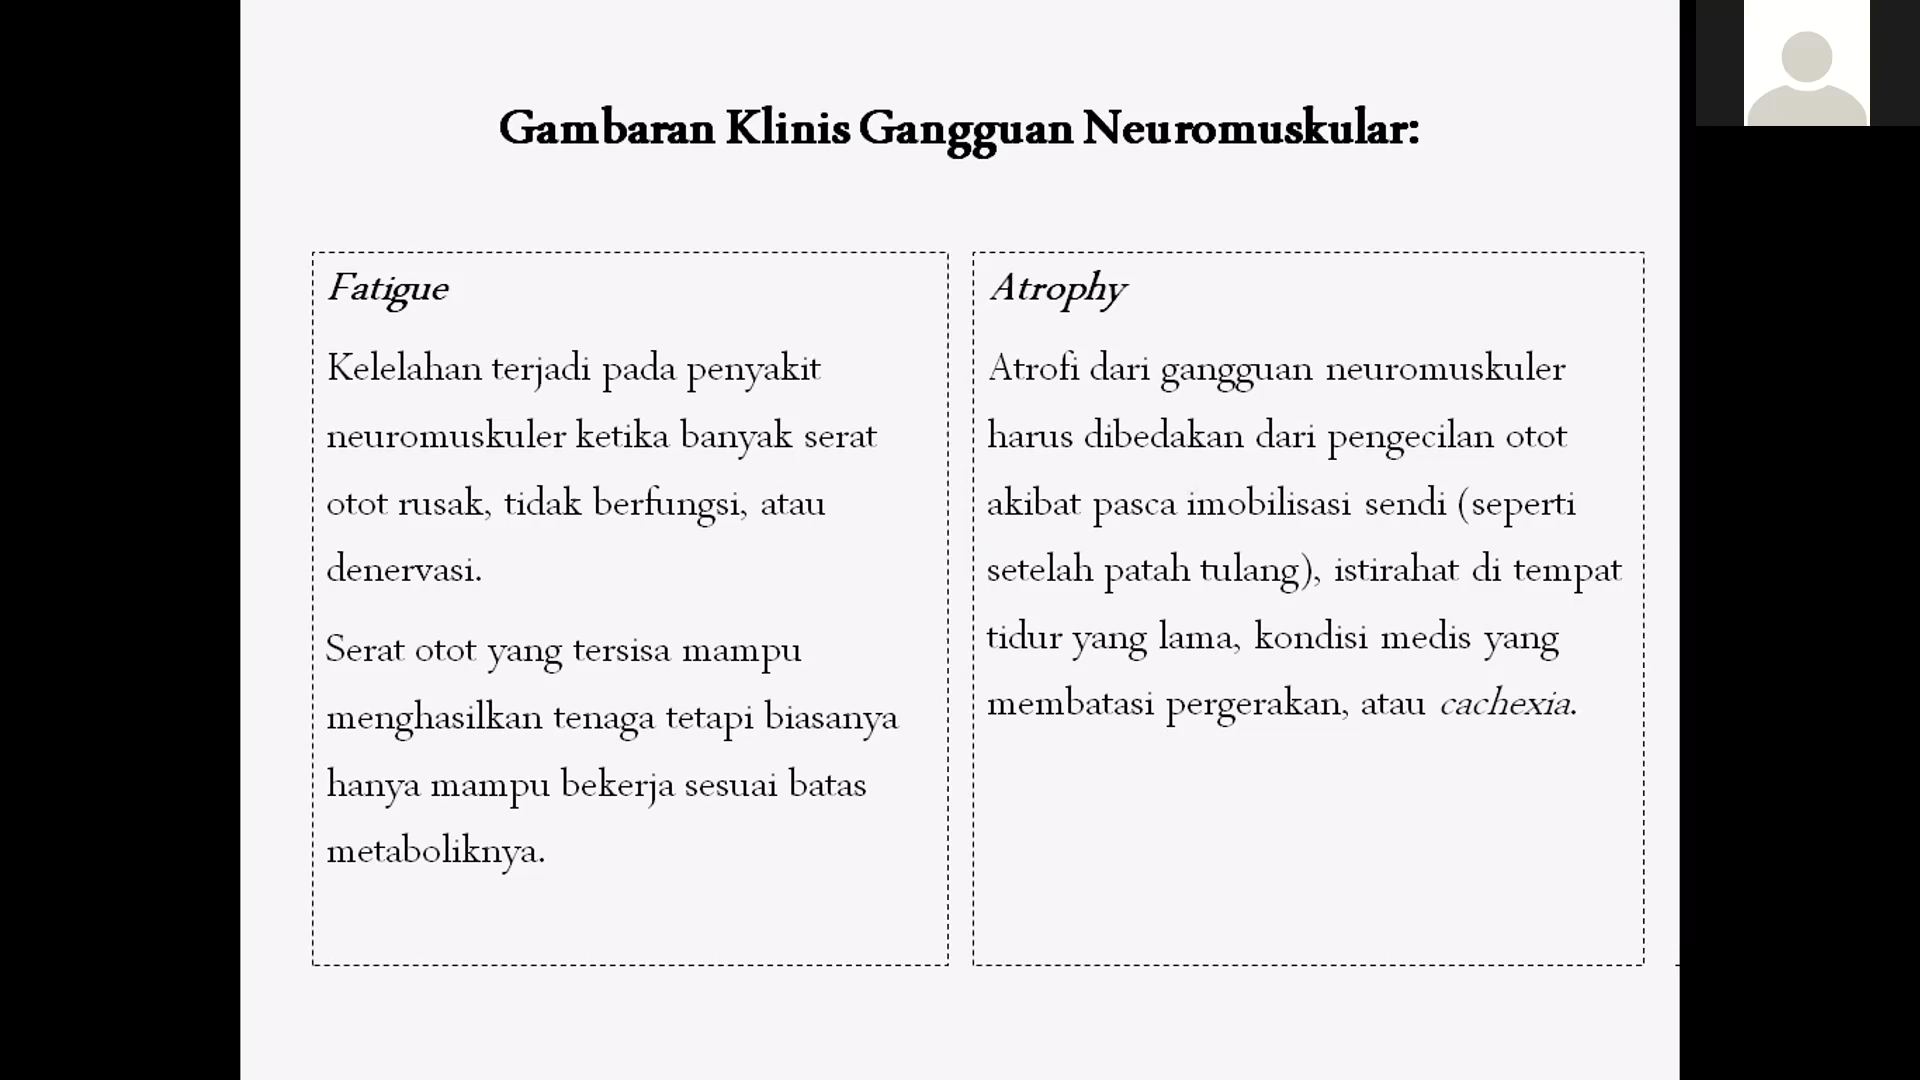 Gambaran Klinis Gangguan Neuromuskular:
Fatigue
Kelelahan terjadi pada penyakit
neuromuskuler ketika banyak serat
otot rusak, tidak berfungsi, atau
denervasi.
Serat otot yang tersisa mampu
menghasilkan tenaga tetapi biasanya
hanya mampu bekerja sesuai batas
metaboliknya.
Atrophy
Atrofi dari gangguan neuromuskuler
harus dibedakan dari pengecilan otot
akibat pasca imobilisasi sendi (seperti
setelah patah tulang), istirahat di tempat
tidur yang lama, kondisi medis yang
membatasi pergerakan, atau cachexia.